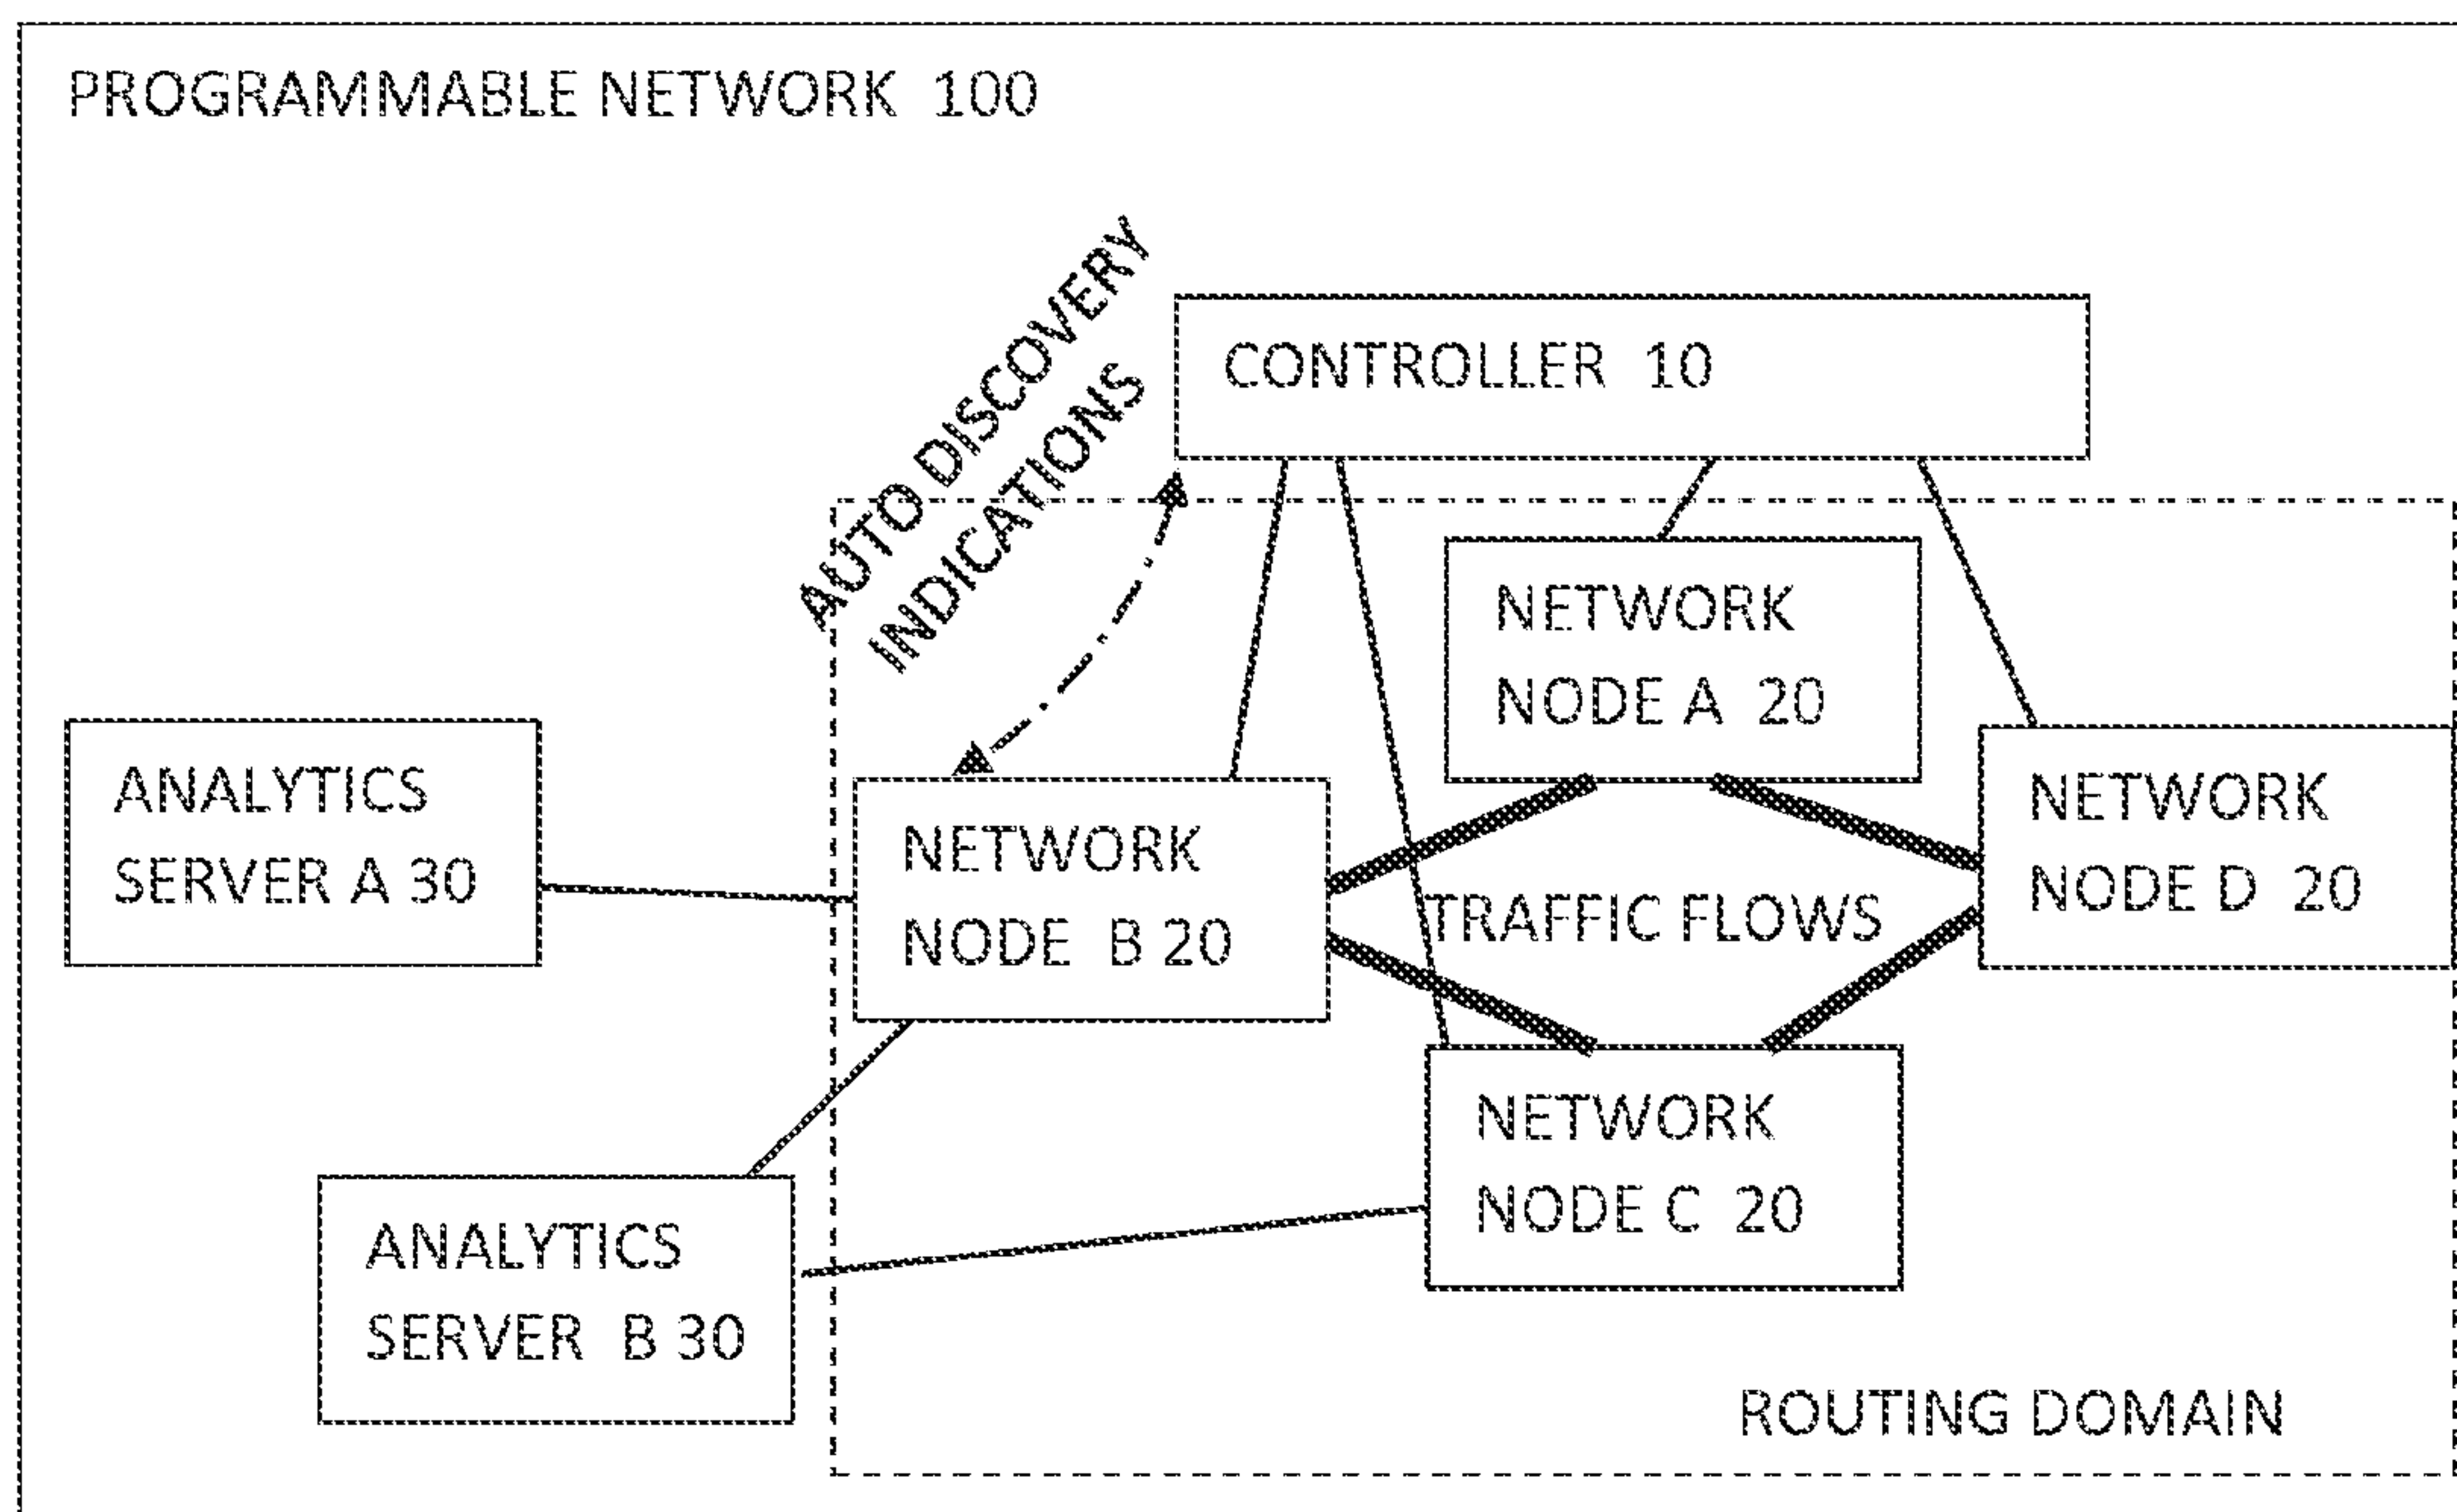 PROGRAMMABLE NETWORK 100
AUTO DISCOVERY
INDICATIONS
CONTROLLER 10
NETWORK
NODE A 20
ANALYTICS
SERVER A 30
NETWORK
NODE B 20
TRAFFIC FLOWS
NETWORK
NODE D 20
NETWORK
NODE C 20
ANALYTICS
SERVER B 30
ROUTING DOMAIN